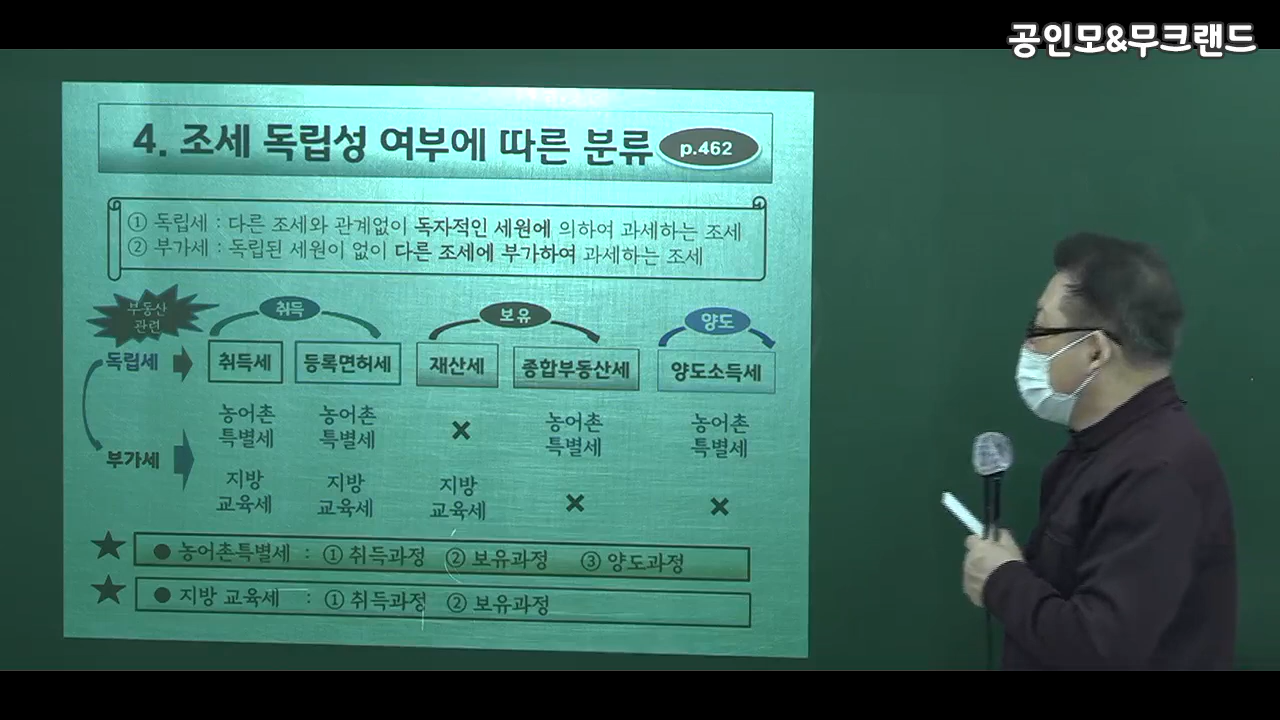 공인모&무크랜드
4. 조세 독립성 여부에 따른 분류 p.462
① 독립세 : 다른 조세와 관계없이 독자적인 세원에 의하여 과세하는 조세
② 부가세 : 독립된 세원이 없이 다른 조세에 부가하여 과세하는 조세
부동산
관련
취득 보유 양도
독립세 취득세 등록면허세 재산세 종합부동산세 양도소득세
농어촌 농어촌 × 농어촌 농어촌
특별세 특별세 특별세 특별세
부가세
지방 지방 지방 × ×
교육세 교육세 교육세
★ ● 농어촌특별세 : ① 취득과정 ② 보유과정 ③ 양도과정
★ ● 지방 교육세 : ① 취득과정 ② 보유과정